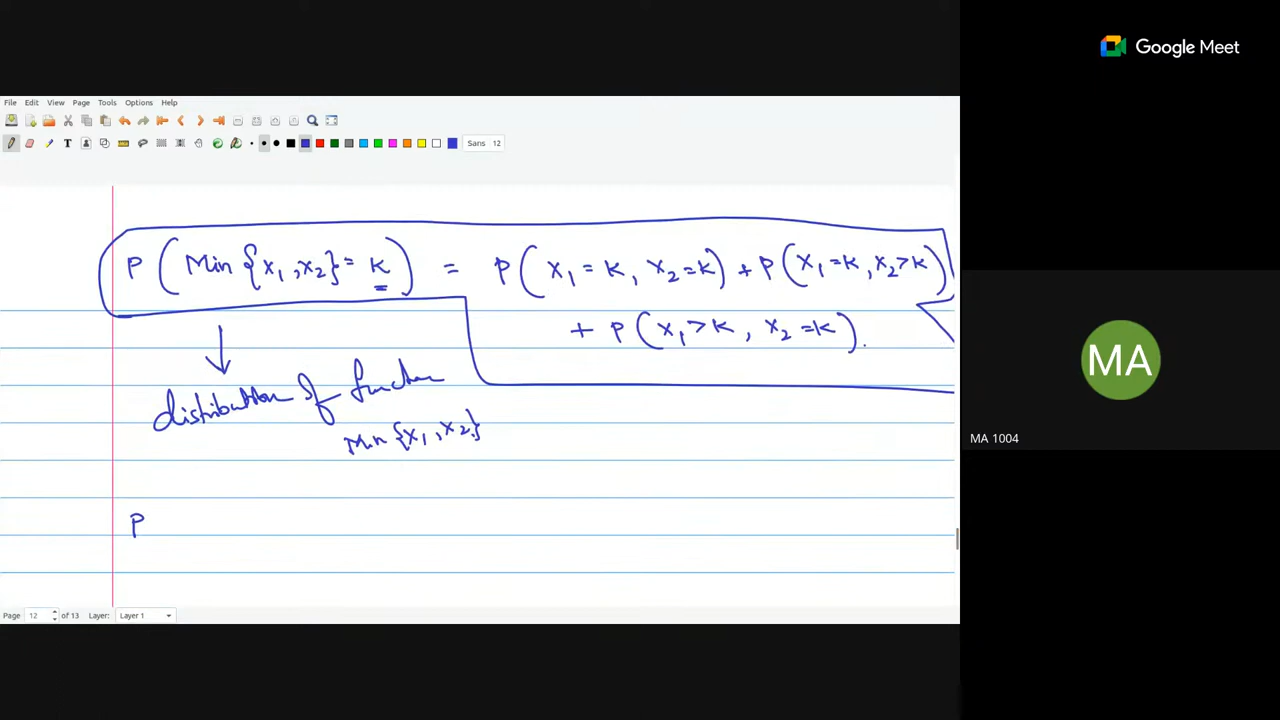 Google Meet
File Edit View Page Tools Options Help
T Sans 12
P ( Min {x₁,x₂} = K ) = P ( x₁ = K, x₂ = K ) + P ( x₁ = K, x₂ > K )
+ P ( x₁ > K, x₂ = K ).
distribution of function
Min {x₁,x₂}
P
MA
MA 1004
Page 12 of 13 Layer: Layer 1